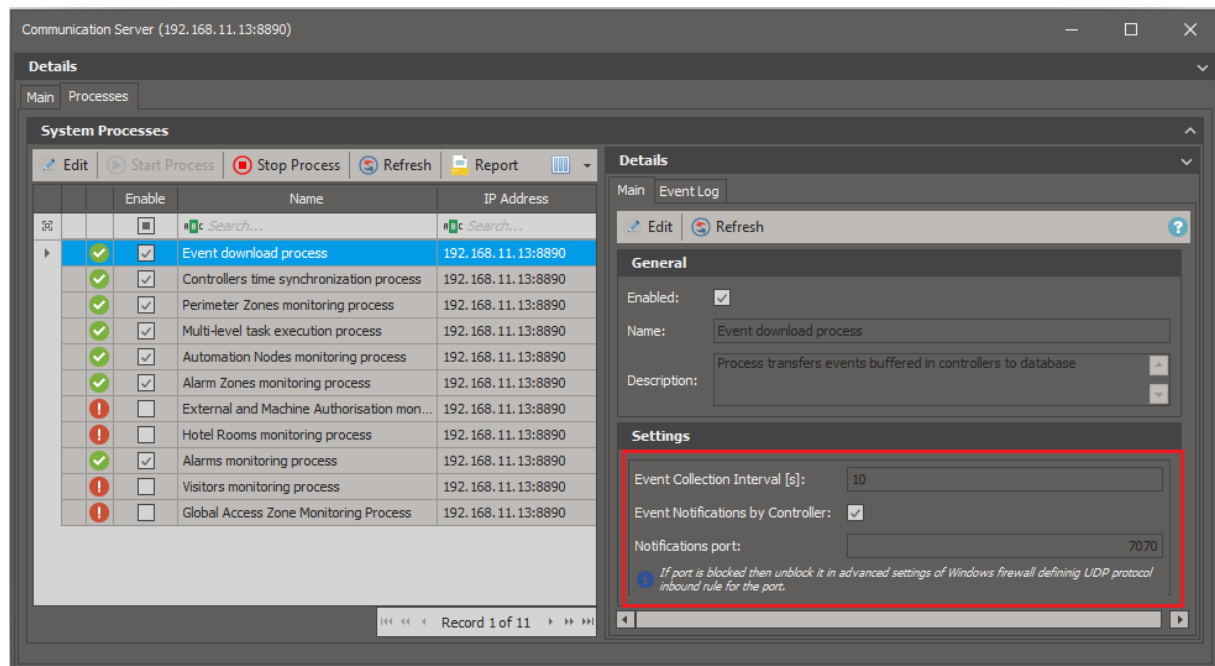 Communication Server (192.168.11.13:8890)
Details
Main Processes
System Processes
Edit Start Process Stop Process Refresh Report
Enable Name IP Address
ABC Search... ABC Search...
Event download process 192.168.11.13:8890
Controllers time synchronization process 192.168.11.13:8890
Perimeter Zones monitoring process 192.168.11.13:8890
Multi-level task execution process 192.168.11.13:8890
Automation Nodes monitoring process 192.168.11.13:8890
Alarm Zones monitoring process 192.168.11.13:8890
External and Machine Authorisation mon... 192.168.11.13:8890
Hotel Rooms monitoring process 192.168.11.13:8890
Alarms monitoring process 192.168.11.13:8890
Visitors monitoring process 192.168.11.13:8890
Global Access Zone Monitoring Process 192.168.11.13:8890
Record 1 of 11
Details
Main Event Log
Edit Refresh ?
General
Enabled:
Name: Event download process
Description: Process transfers events buffered in controllers to database
Settings
Event Collection Interval [s]: 10
Event Notifications by Controller:
Notifications port: 7070
If port is blocked then unblock it in advanced settings of Windows firewall definining UDP protocol
inbound rule for the port.